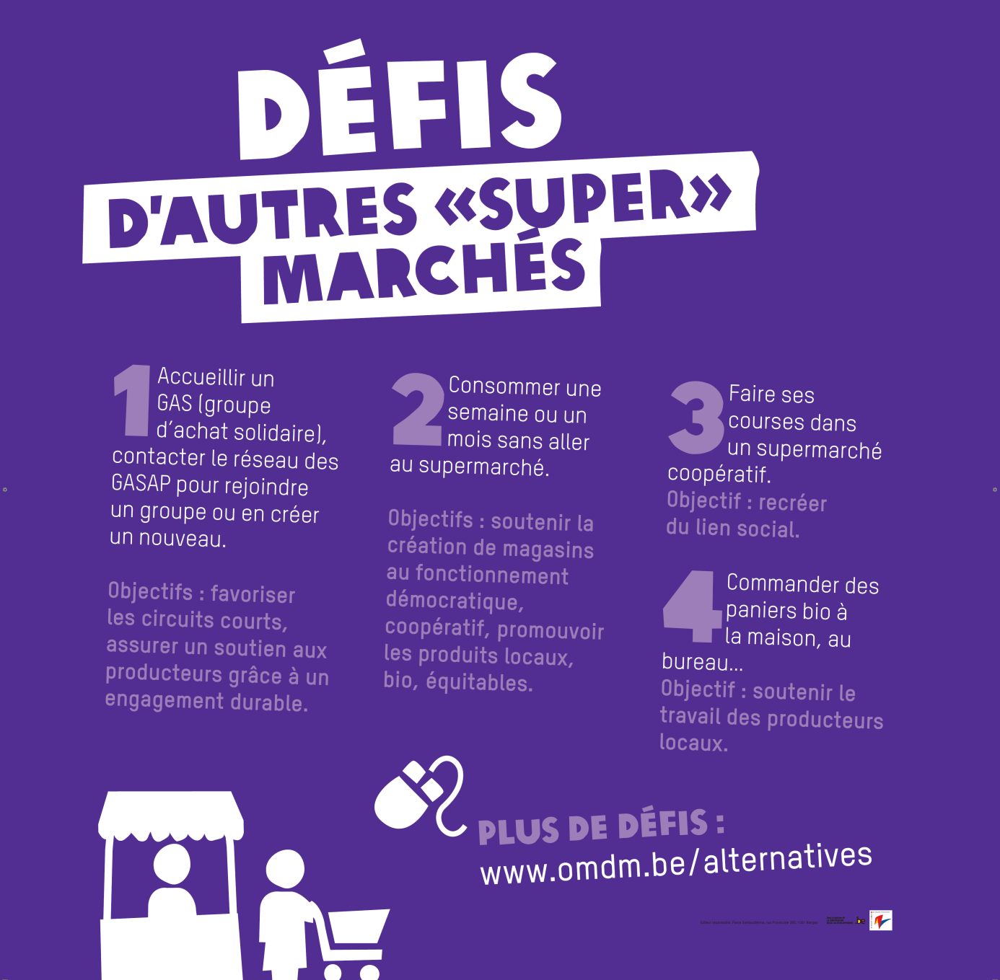 DÉFIS
D'AUTRES «SUPER»
MARCHÉS
1 Accueillir un
GAS (groupe
d'achat solidaire),
contacter le réseau des
GASAP pour rejoindre
un groupe ou en créer
un nouveau.
Objectifs : favoriser
les circuits courts,
assurer un soutien aux
producteurs grâce à un
engagement durable.
2 Consommer une
semaine ou un
mois sans aller
au supermarché.
Objectifs : soutenir la
création de magasins
au fonctionnement
démocratique,
coopératif, promouvoir
les produits locaux,
bio, équitables.
3 Faire ses
courses dans
un supermarché
coopératif.
Objectif : recréer
du lien social.
4 Commander des
paniers bio à
la maison, au
bureau...
Objectif : soutenir le
travail des producteurs
locaux.
PLUS DE DÉFIS :
www.omdm.be/alternatives
.be